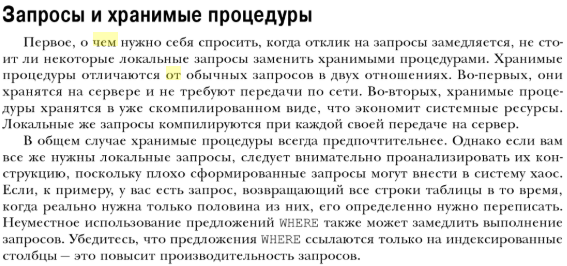 Запросы и хранимые процедуры
Первое, о чем нужно себя спросить, когда отклик на запросы замедляется, не сто-
ит ли некоторые локальные запросы заменить хранимыми процедурами. Хранимые
процедуры отличаются от обычных запросов в двух отношениях. Во-первых, они
хранятся на сервере и не требуют передачи по сети. Во-вторых, хранимые проце-
дуры хранятся в уже скомпилированном виде, что экономит системные ресурсы.
Локальные же запросы компилируются при каждой своей передаче на сервер.
В общем случае хранимые процедуры всегда предпочтительнее. Однако если вам
все же нужны локальные запросы, следует внимательно проанализировать их кон-
струкцию, поскольку плохо сформированные запросы могут внести в систему хаос.
Если, к примеру, у вас есть запрос, возвращающий все строки таблицы в то время,
когда реально нужна только половина из них, его определенно нужно переписать.
Неуместное использование предложений WHERE также может замедлить выполнение
запросов. Убедитесь, что предложения WHERE ссылаются только на индексированные
столбцы — это повысит производительность запросов.